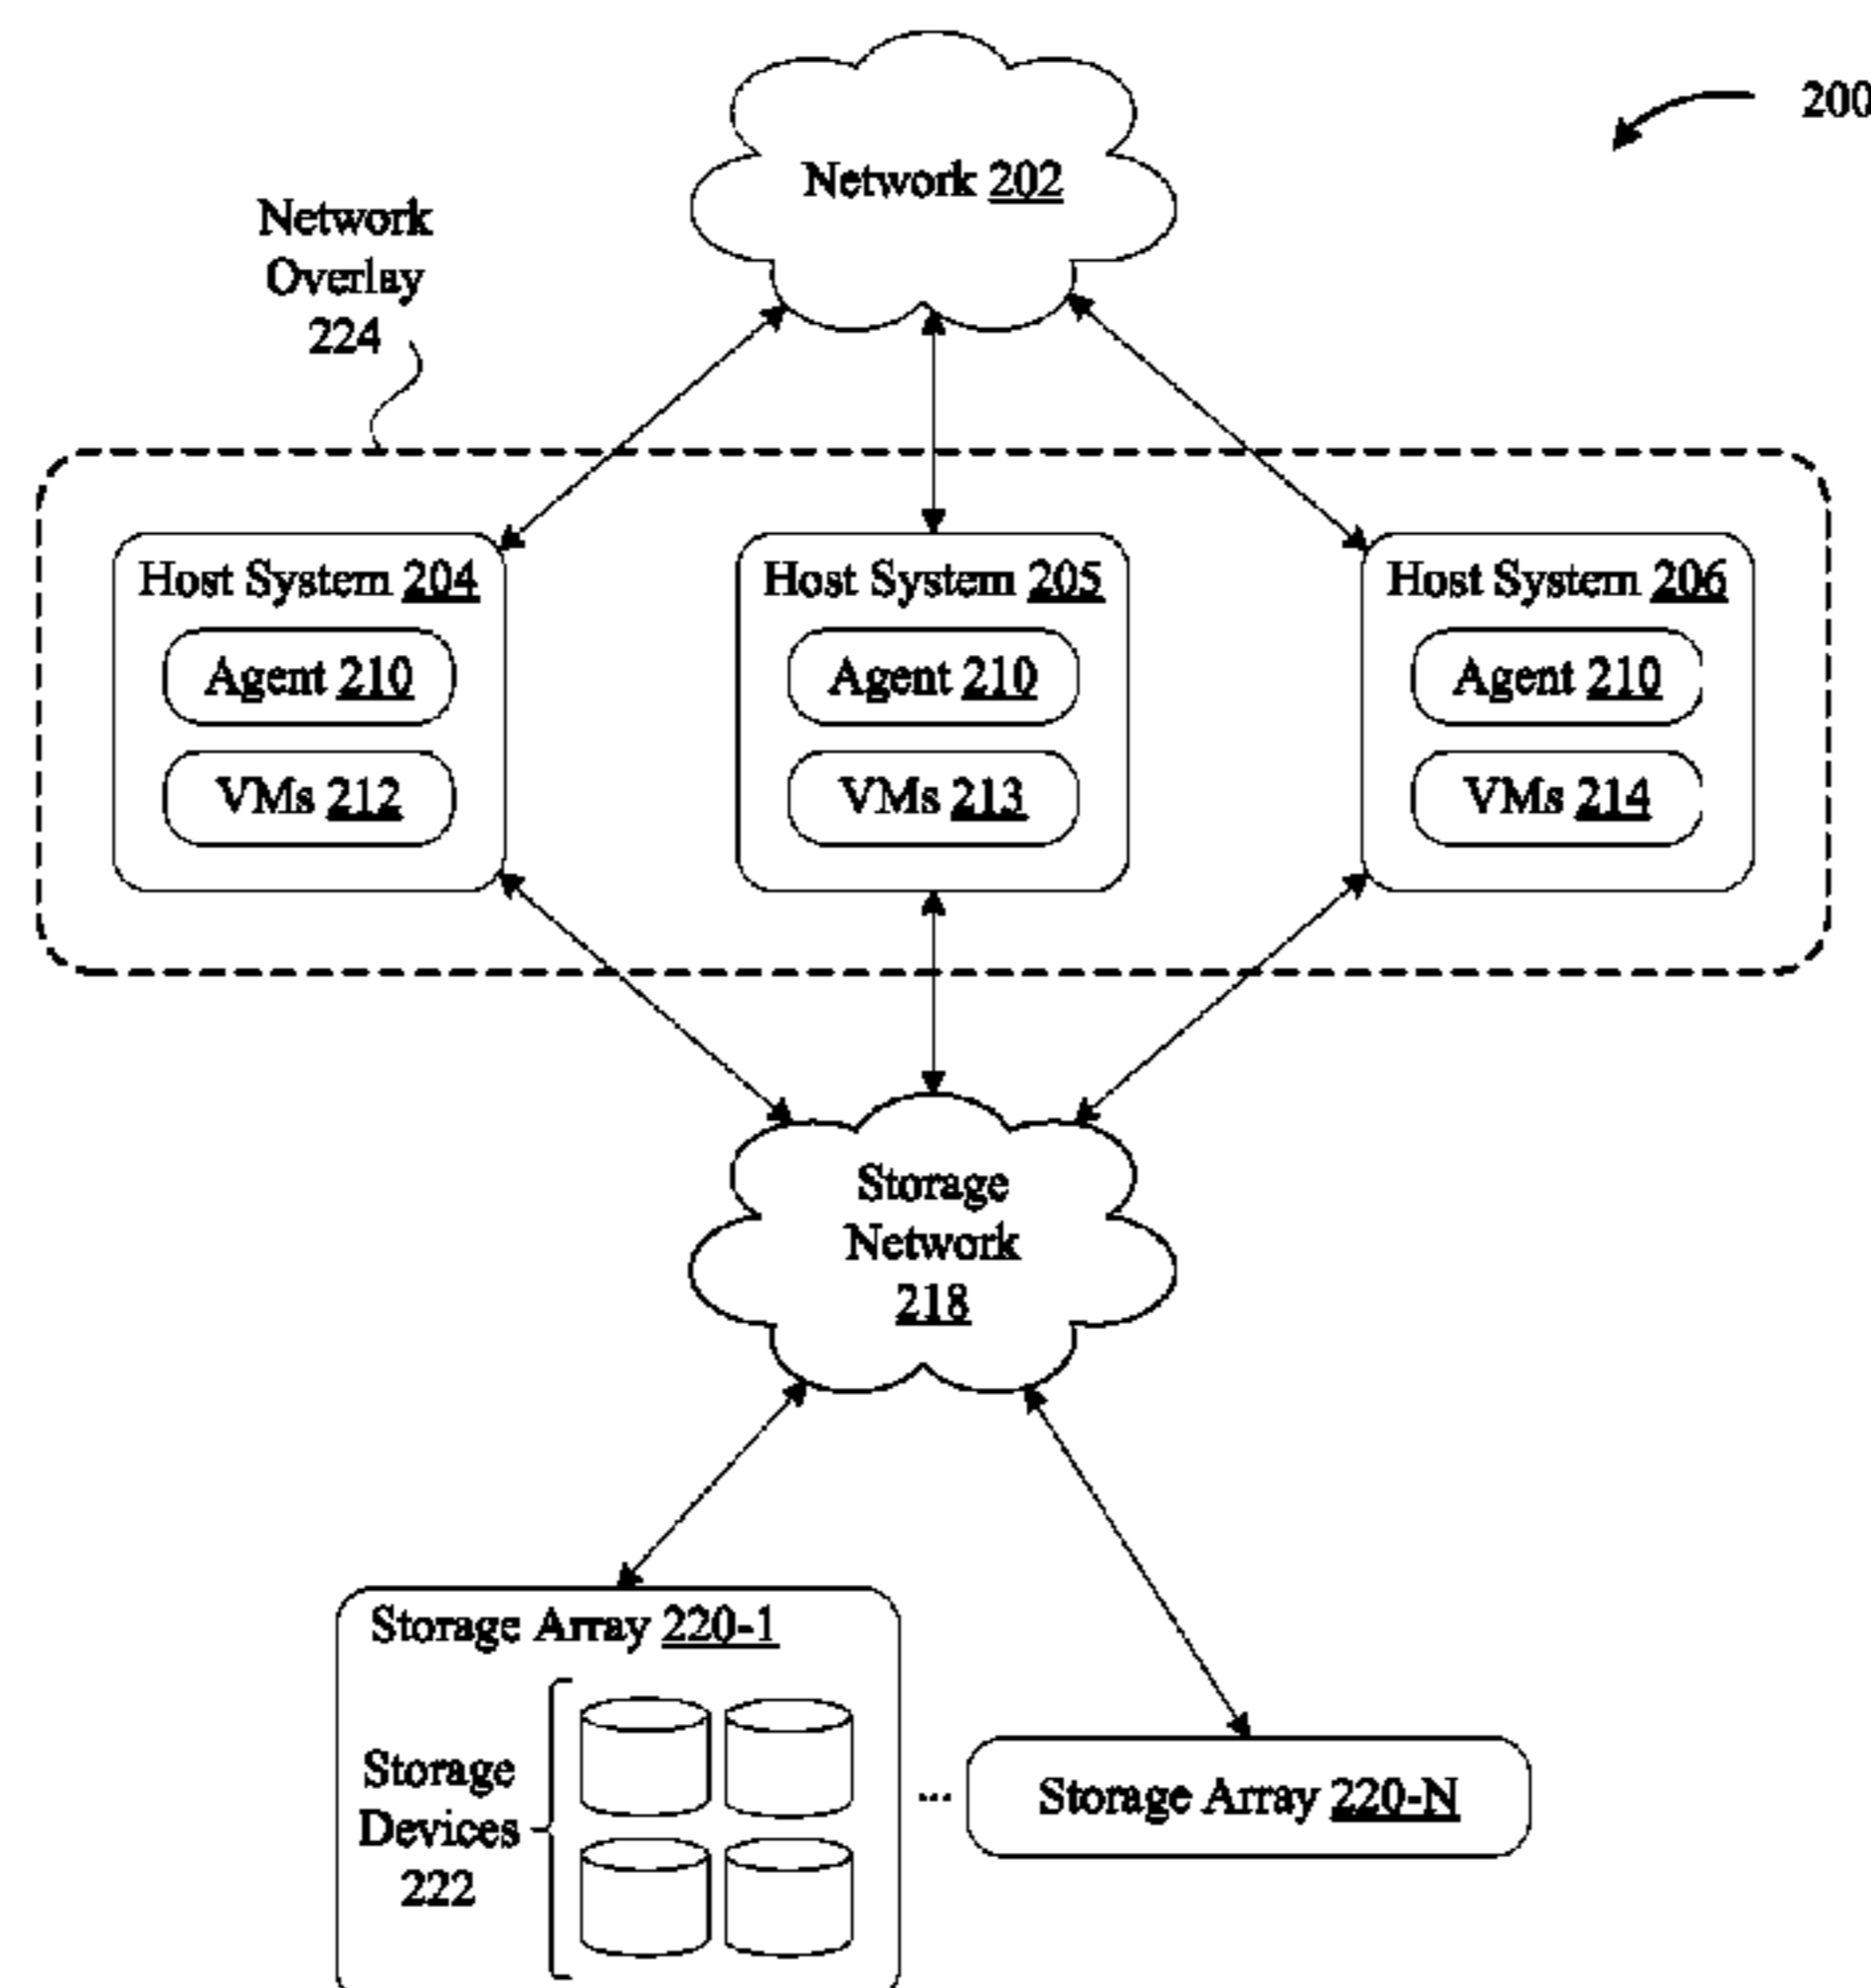 200
Network 202
Network
Overlay
224
Host System 204
Agent 210
VMs 212
Host System 205
Agent 210
VMs 213
Host System 206
Agent 210
VMs 214
Storage
Network
218
Storage Array 220-1
Storage
Devices
222
...
Storage Array 220-N